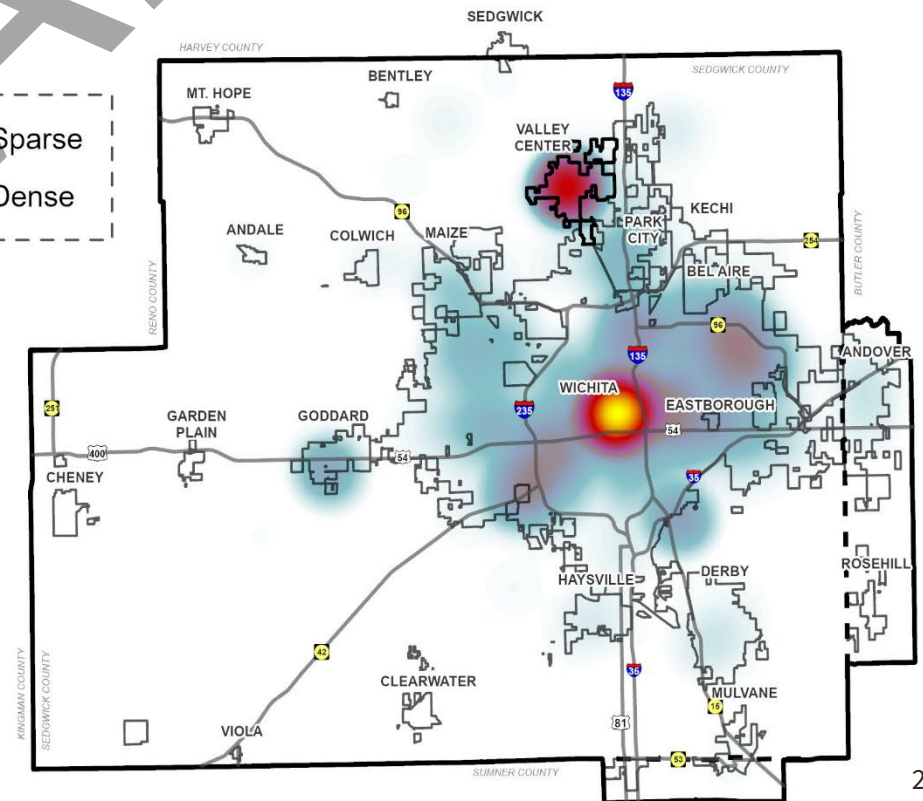 SEDGWICK
HARVEY COUNTY
SEDGWICK COUNTY
BENTLEY
MT. HOPE
135
Sparse
Dense
VALLEY
CENTER
96
ANDALE
COLWICH
MAIZE
PARK
CITY
KECHI
254
BEL AIRE
RENO COUNTY
BUTLER COUNTY
96
135
ANDOVER
WICHITA
EASTBOROUGH
251
GARDEN
PLAIN
GODDARD
235
54
400
54
CHENEY
35
HAYSVILLE
DERBY
ROSEHILL
42
KINGMAN COUNTY
SEDGWICK COUNTY
CLEARWATER
35
MULVANE
15
81
VIOLA
53
SUMNER COUNTY
2